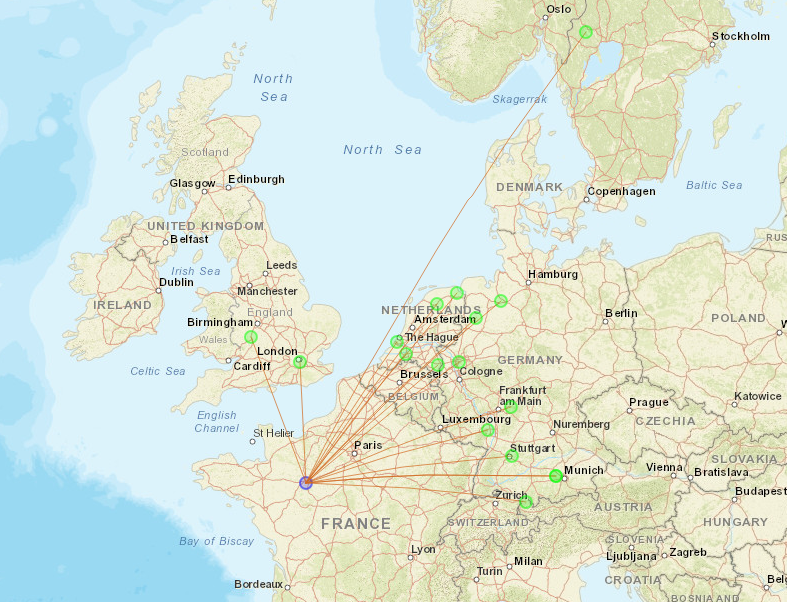 Oslo
Stockholm
North
Sea
Skagerrak
North Sea
Scotland
Glasgow
Edinburgh
DENMARK
Copenhagen
Baltic Sea
UNITED KINGDOM
Belfast
RUS
Irish Sea
Leeds
Hamburg
Dublin
Manchester
IRELAND
England
NETHERLANDS
Berlin
Birmingham
Amsterdam
POLAND
Wales
The Hague
London
Cardiff
GERMANY
Celtic Sea
Brussels
Cologne
BELGIUM
Frankfurt
am Main
Prague
Katowice
English
Channel
Luxembourg
Nuremberg
CZECHIA
St Helier
Paris
Stuttgart
SLOVAKIA
Munich
Vienna
Bratislava
Zurich
Budapest
AUSTRIA
FRANCE
SWITZERLAND
HUNGARY
Bay of Biscay
SLOVENIA
Lyon
Milan
Ljubljana
Zagreb
Turin
CROATIA
Bordeaux
Belg
BOSNIA AND